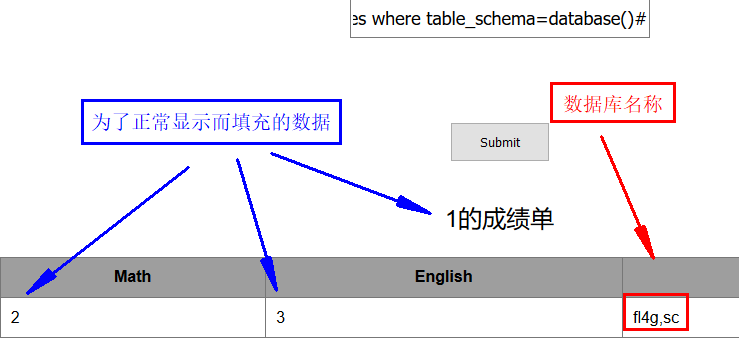 es where table_schema=database()#
为了正常显示而填充的数据
数据库名称
Submit
1的成绩单
Math English
2 3 fl4g,sc